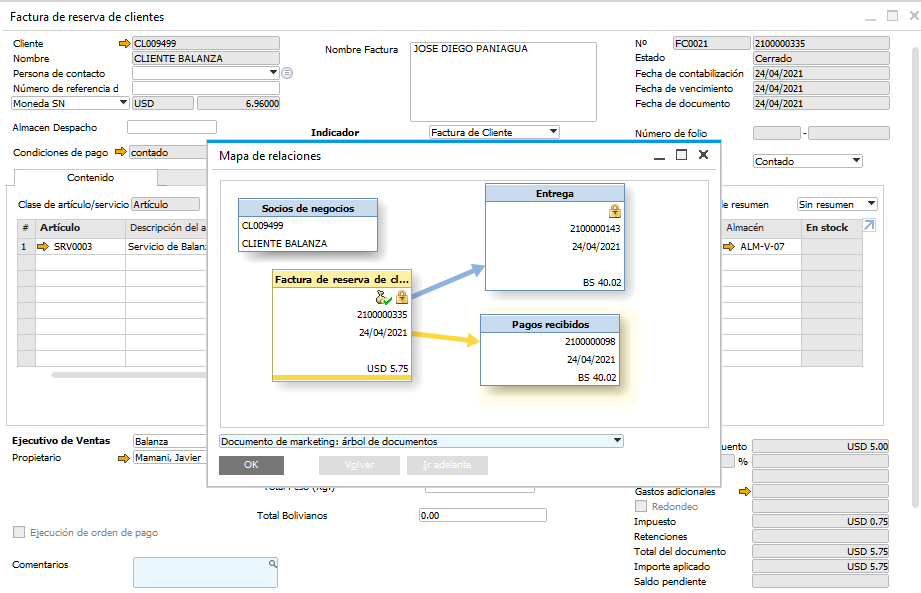 Factura de reserva de clientes
Cliente CL009499
Nombre CLIENTE BALANZA
Persona de contacto
Número de referencia d
Moneda SN USD 6.96000
Almacen Despacho
Condiciones de pago contado
Nombre Factura JOSE DIEGO PANIAGUA
Indicador Factura de Cliente
Nº FC0021 2100000335
Estado Cerrado
Fecha de contabilización 24/04/2021
Fecha de vencimiento 24/04/2021
Fecha de documento 24/04/2021
Número de folio -
Contado
Contenido
Clase de artículo/servicio Artículo
de resumen Sin resumen
# Artículo Descripción del a Almacén En stock
1 SRV0003 Servicio de Balan ALM-V-07
Mapa de relaciones
Socios de negocios
CL009499
CLIENTE BALANZA
Factura de reserva de cl...
2100000335
24/04/2021
USD 5.75
Entrega
2100000143
24/04/2021
BS 40.02
Pagos recibidos
2100000098
24/04/2021
BS 40.02
Documento de marketing: árbol de documentos
OK Volver Ir adelante
Ejecutivo de Ventas Balanza
Propietario Mamani, Javier
Total Bolivianos 0.00
Ejecución de orden de pago
Comentarios
uento USD 5.00
%
Gastos adicionales
Redondeo
Impuesto USD 0.75
Retenciones
Total del documento USD 5.75
Importe aplicado USD 5.75
Saldo pendiente